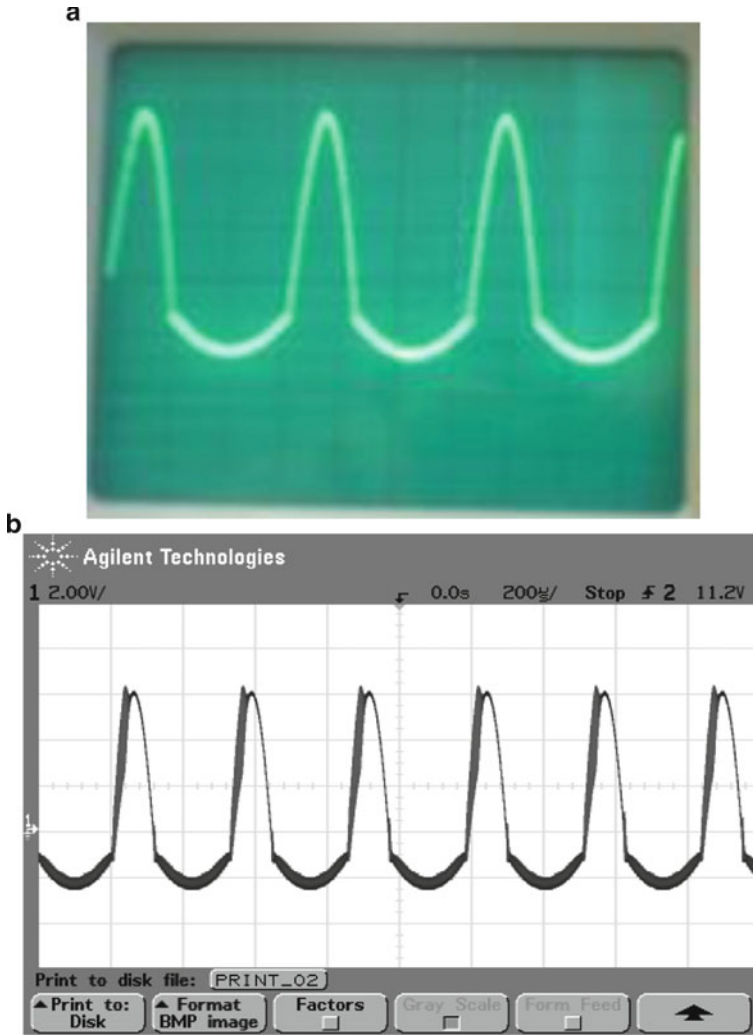 a
b
Agilent Technologies
1 2.00V/ 0.0s 200µs/ Stop 2 11.2V
1
Print to disk file: PRINT_02
Print to: Disk
Format BMP image
Factors
Gray Scale
Form Feed